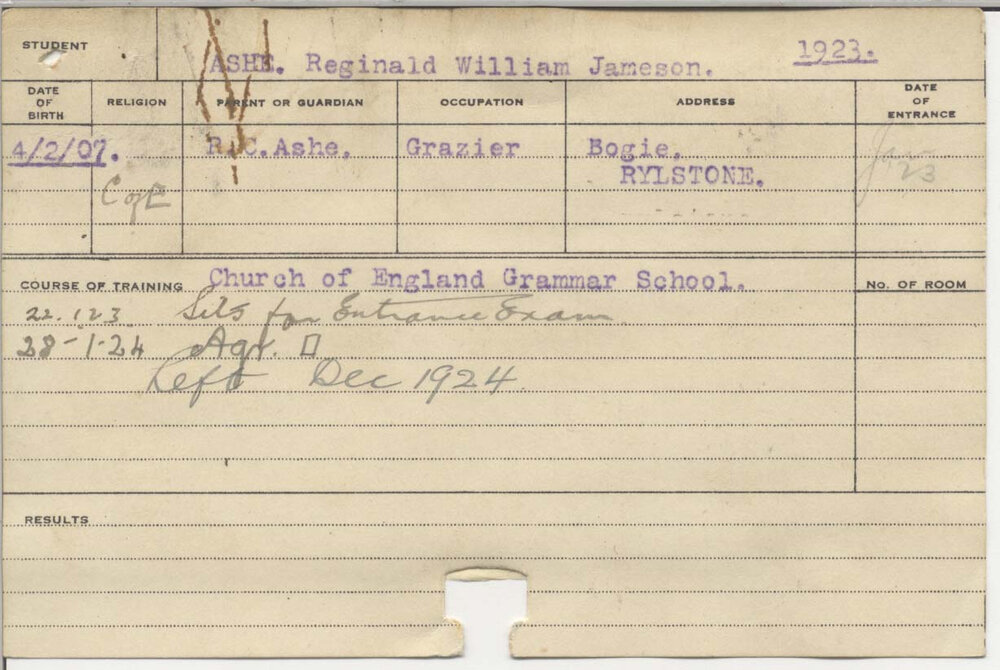 STUDENT
ASHE. Reginald William Jameson.
1923.
DATE OF BIRTH
RELIGION
PARENT OR GUARDIAN
OCCUPATION
ADDRESS
DATE OF ENTRANCE
4/2/07.
C of E
R.C.Ashe.
Grazier
Bogie.
RYLSTONE.
Jan
23
COURSE OF TRAINING
Church of England Grammar School.
No. OF ROOM
22.1.23. Sits for Entrance Exam
28-1-24 Agr.
Left Dec 1924.
RESULTS